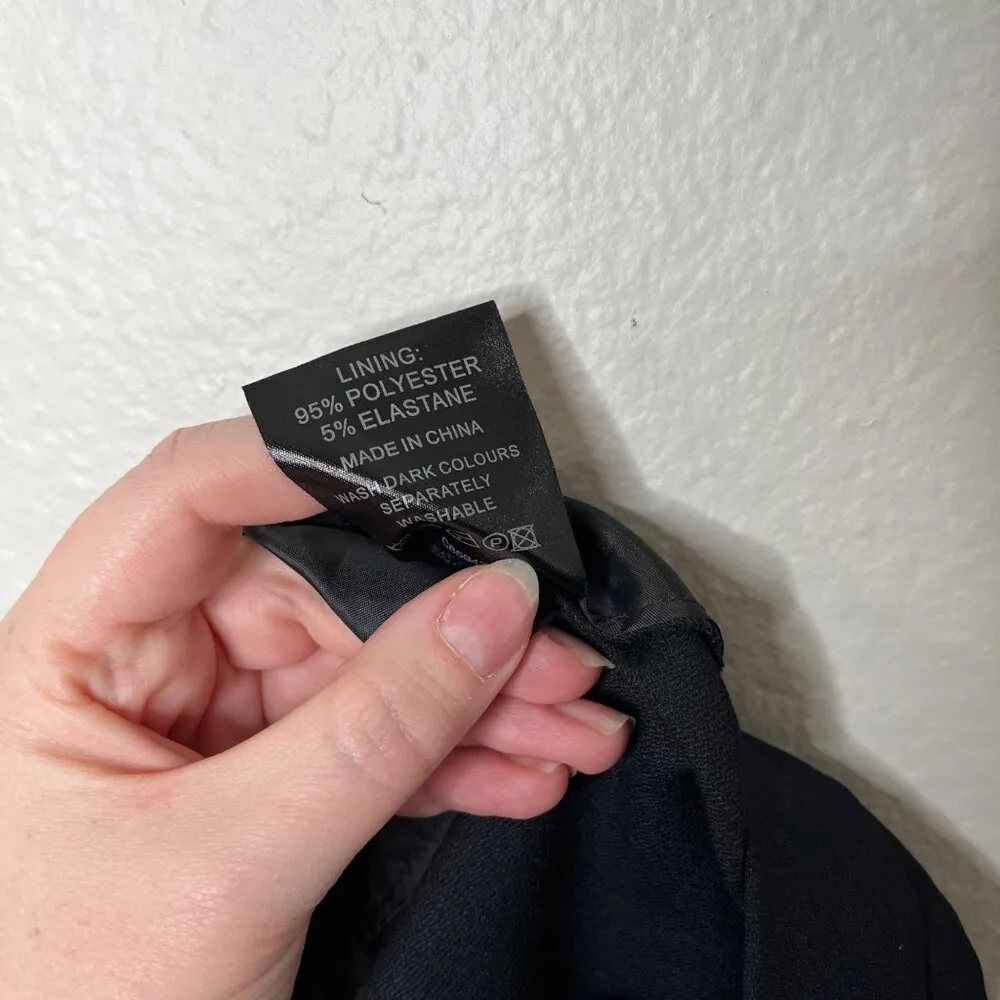 LINING:
95% POLYESTER
5% ELASTANE
MADE IN CHINA
WASH DARK COLOURS
SEPARATELY
WASHABLE
P